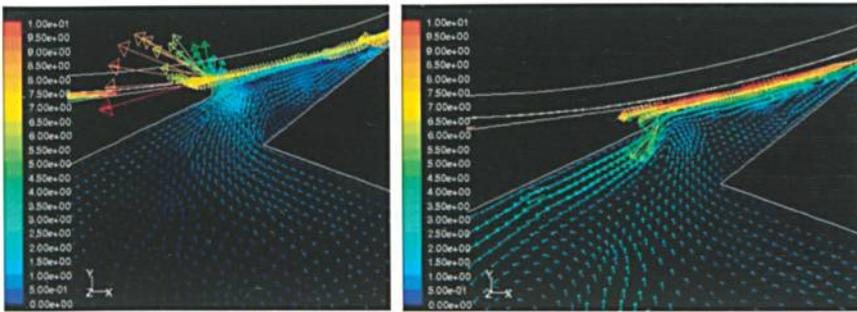 1.00e+01
9.50e+00
9.00e+00
8.50e+00
8.00e+00
7.50e+00
7.00e+00
6.50e+00
6.00e+00
5.50e+00
5.00e+00
4.50e+00
4.00e+00
3.50e+00
3.00e+00
2.50e+00
2.00e+00
1.50e+00
1.00e+00
5.00e-01
0.00e+00
Y
Z X
1.00e+01
9.50e+00
9.00e+00
8.50e+00
8.00e+00
7.50e+00
7.00e+00
6.50e+00
6.00e+00
5.50e+00
5.00e+00
4.50e+00
4.00e+00
3.50e+00
3.00e+00
2.50e+00
2.00e+00
1.50e+00
1.00e+00
5.00e-01
0.00e+00
Y
Z X